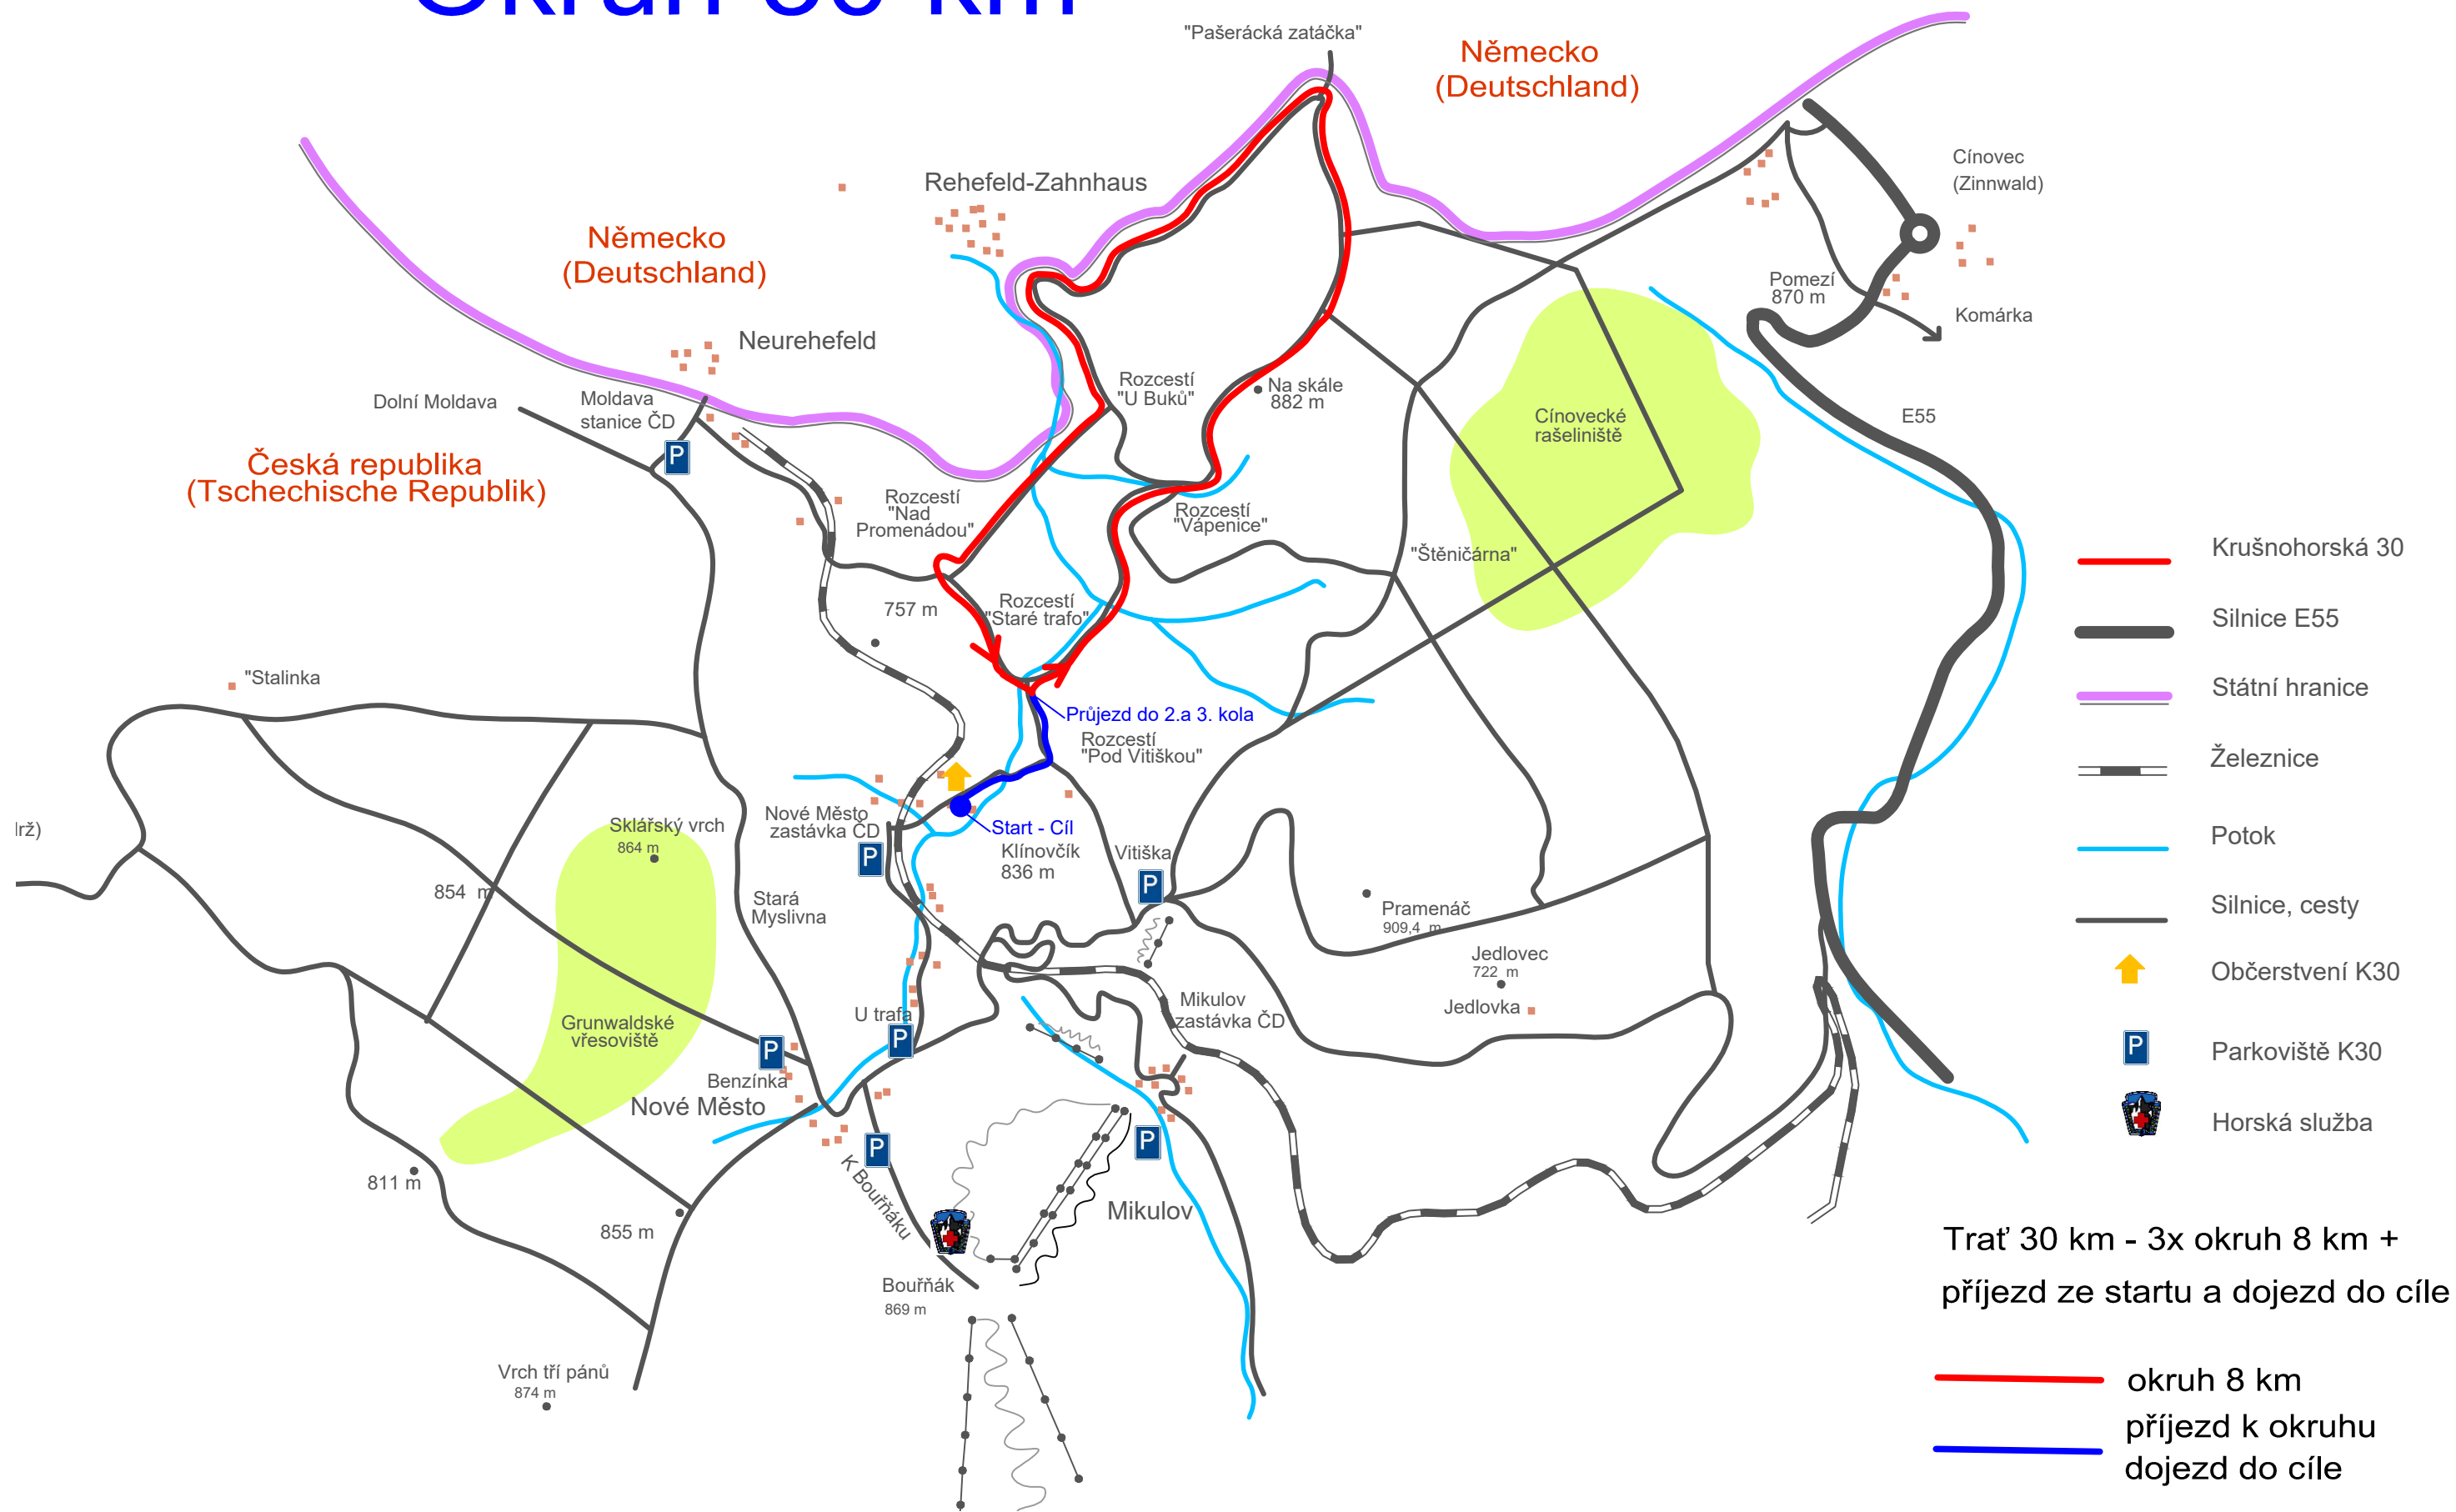 "Pašerácká zatáčka"
Německo
(Deutschland)
Cínovec
(Zinnwald)
Rehefeld-Zahnhaus
Německo
(Deutschland)
Pomezí
870 m
Komárka
Neurehefeld
Dolní Moldava
Moldava
stanice ČD
P
Rozcestí
"U Buků"
Na skále
882 m
Cínovecké
rašeliniště
E55
Česká republika
(Tschechische Republik)
Rozcestí
"Nad
Promenádou"
Rozcestí
"Vápenice"
"Štěničárna"
757 m
Rozcestí
"Staré trafo"
"Stalinka
Průjezd do 2.a 3. kola
Rozcestí
"Pod Vitiškou"
Nové Město
zastávka ČD
P
Start - Cíl
Klínovčík
836 m
Vitiška
P
Sklářský vrch
864 m
854 m
Stará
Myslivna
Pramenáč
909,4 m
Jedlovec
722 m
Jedlovka
Mikulov
zastávka ČD
U trafa
P
Grunwaldské
vřesoviště
P
Benzínka
Nové Město
P
K Bouřňáku
P
Mikulov
811 m
855 m
Bouřňák
869 m
Vrch tří pánů
874 m
Krušnohorská 30
Silnice E55
Státní hranice
Železnice
Potok
Silnice, cesty
Občerstvení K30
P
Parkoviště K30
Horská služba
Trať 30 km - 3x okruh 8 km +
příjezd ze startu a dojezd do cíle
okruh 8 km
příjezd k okruhu
dojezd do cíle